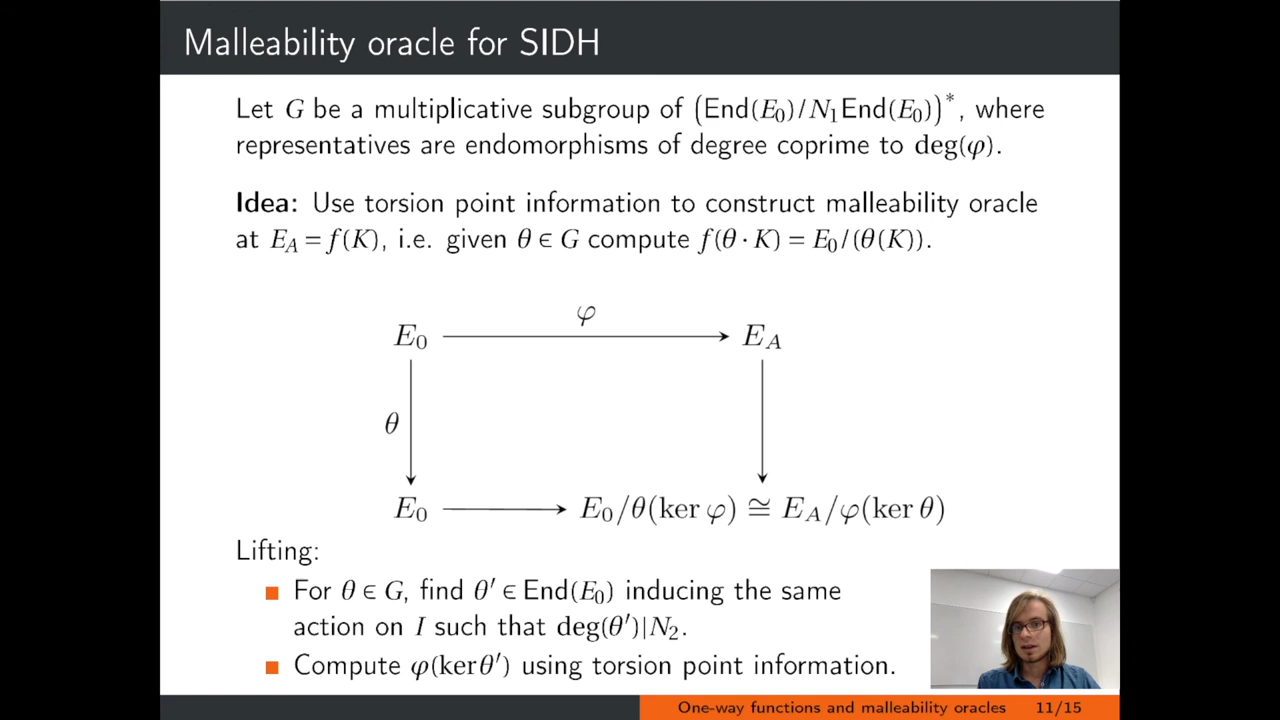 Malleability oracle for SIDH
Let G be a multiplicative subgroup of (End(E₀)/N₁End(E₀))*, where
representatives are endomorphisms of degree coprime to deg(φ).
Idea: Use torsion point information to construct malleability oracle
at E_A = f(K), i.e. given θ ∈ G compute f(θ · K) = E₀/(θ(K)).
φ
E₀ E_A
θ
E₀ E₀/θ(ker φ) ≅ E_A/φ(ker θ)
Lifting:
For θ ∈ G, find θ′ ∈ End(E₀) inducing the same
action on I such that deg(θ′)|N₂.
Compute φ(kerθ′) using torsion point information.
One-way functions and malleability oracles 11/15